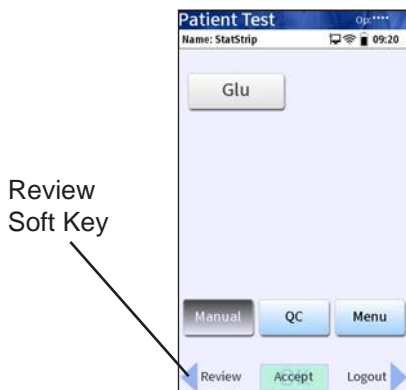 Patient Test Op:****
Name: StatStrip 09:20
Glu
Review
Soft Key
Manual QC Menu
Review Accept Logout